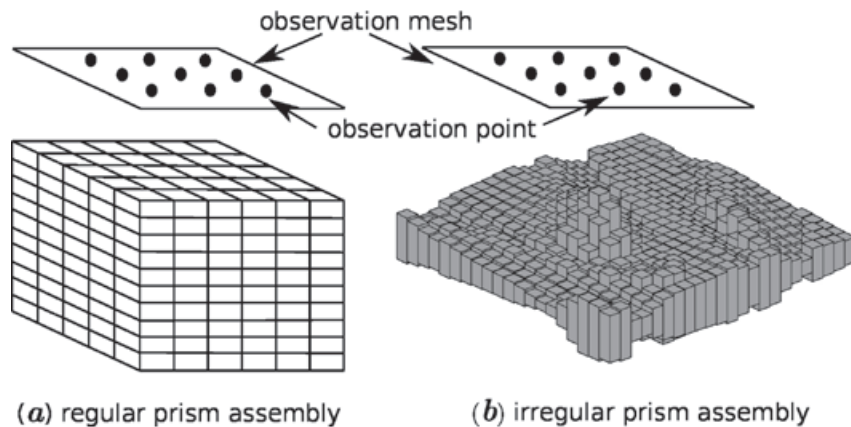 observation mesh
observation point
(a) regular prism assembly
(b) irregular prism assembly